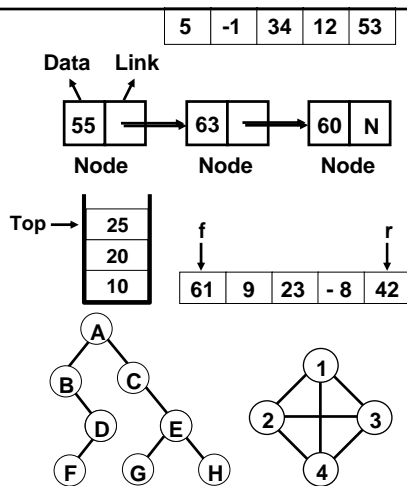 5 -1 34 12 53
Data Link
55 63 60 N
Node Node Node
Top 25
20
10
f r
61 9 23 - 8 42
A
B C
D E
F G H
1
2 3
4